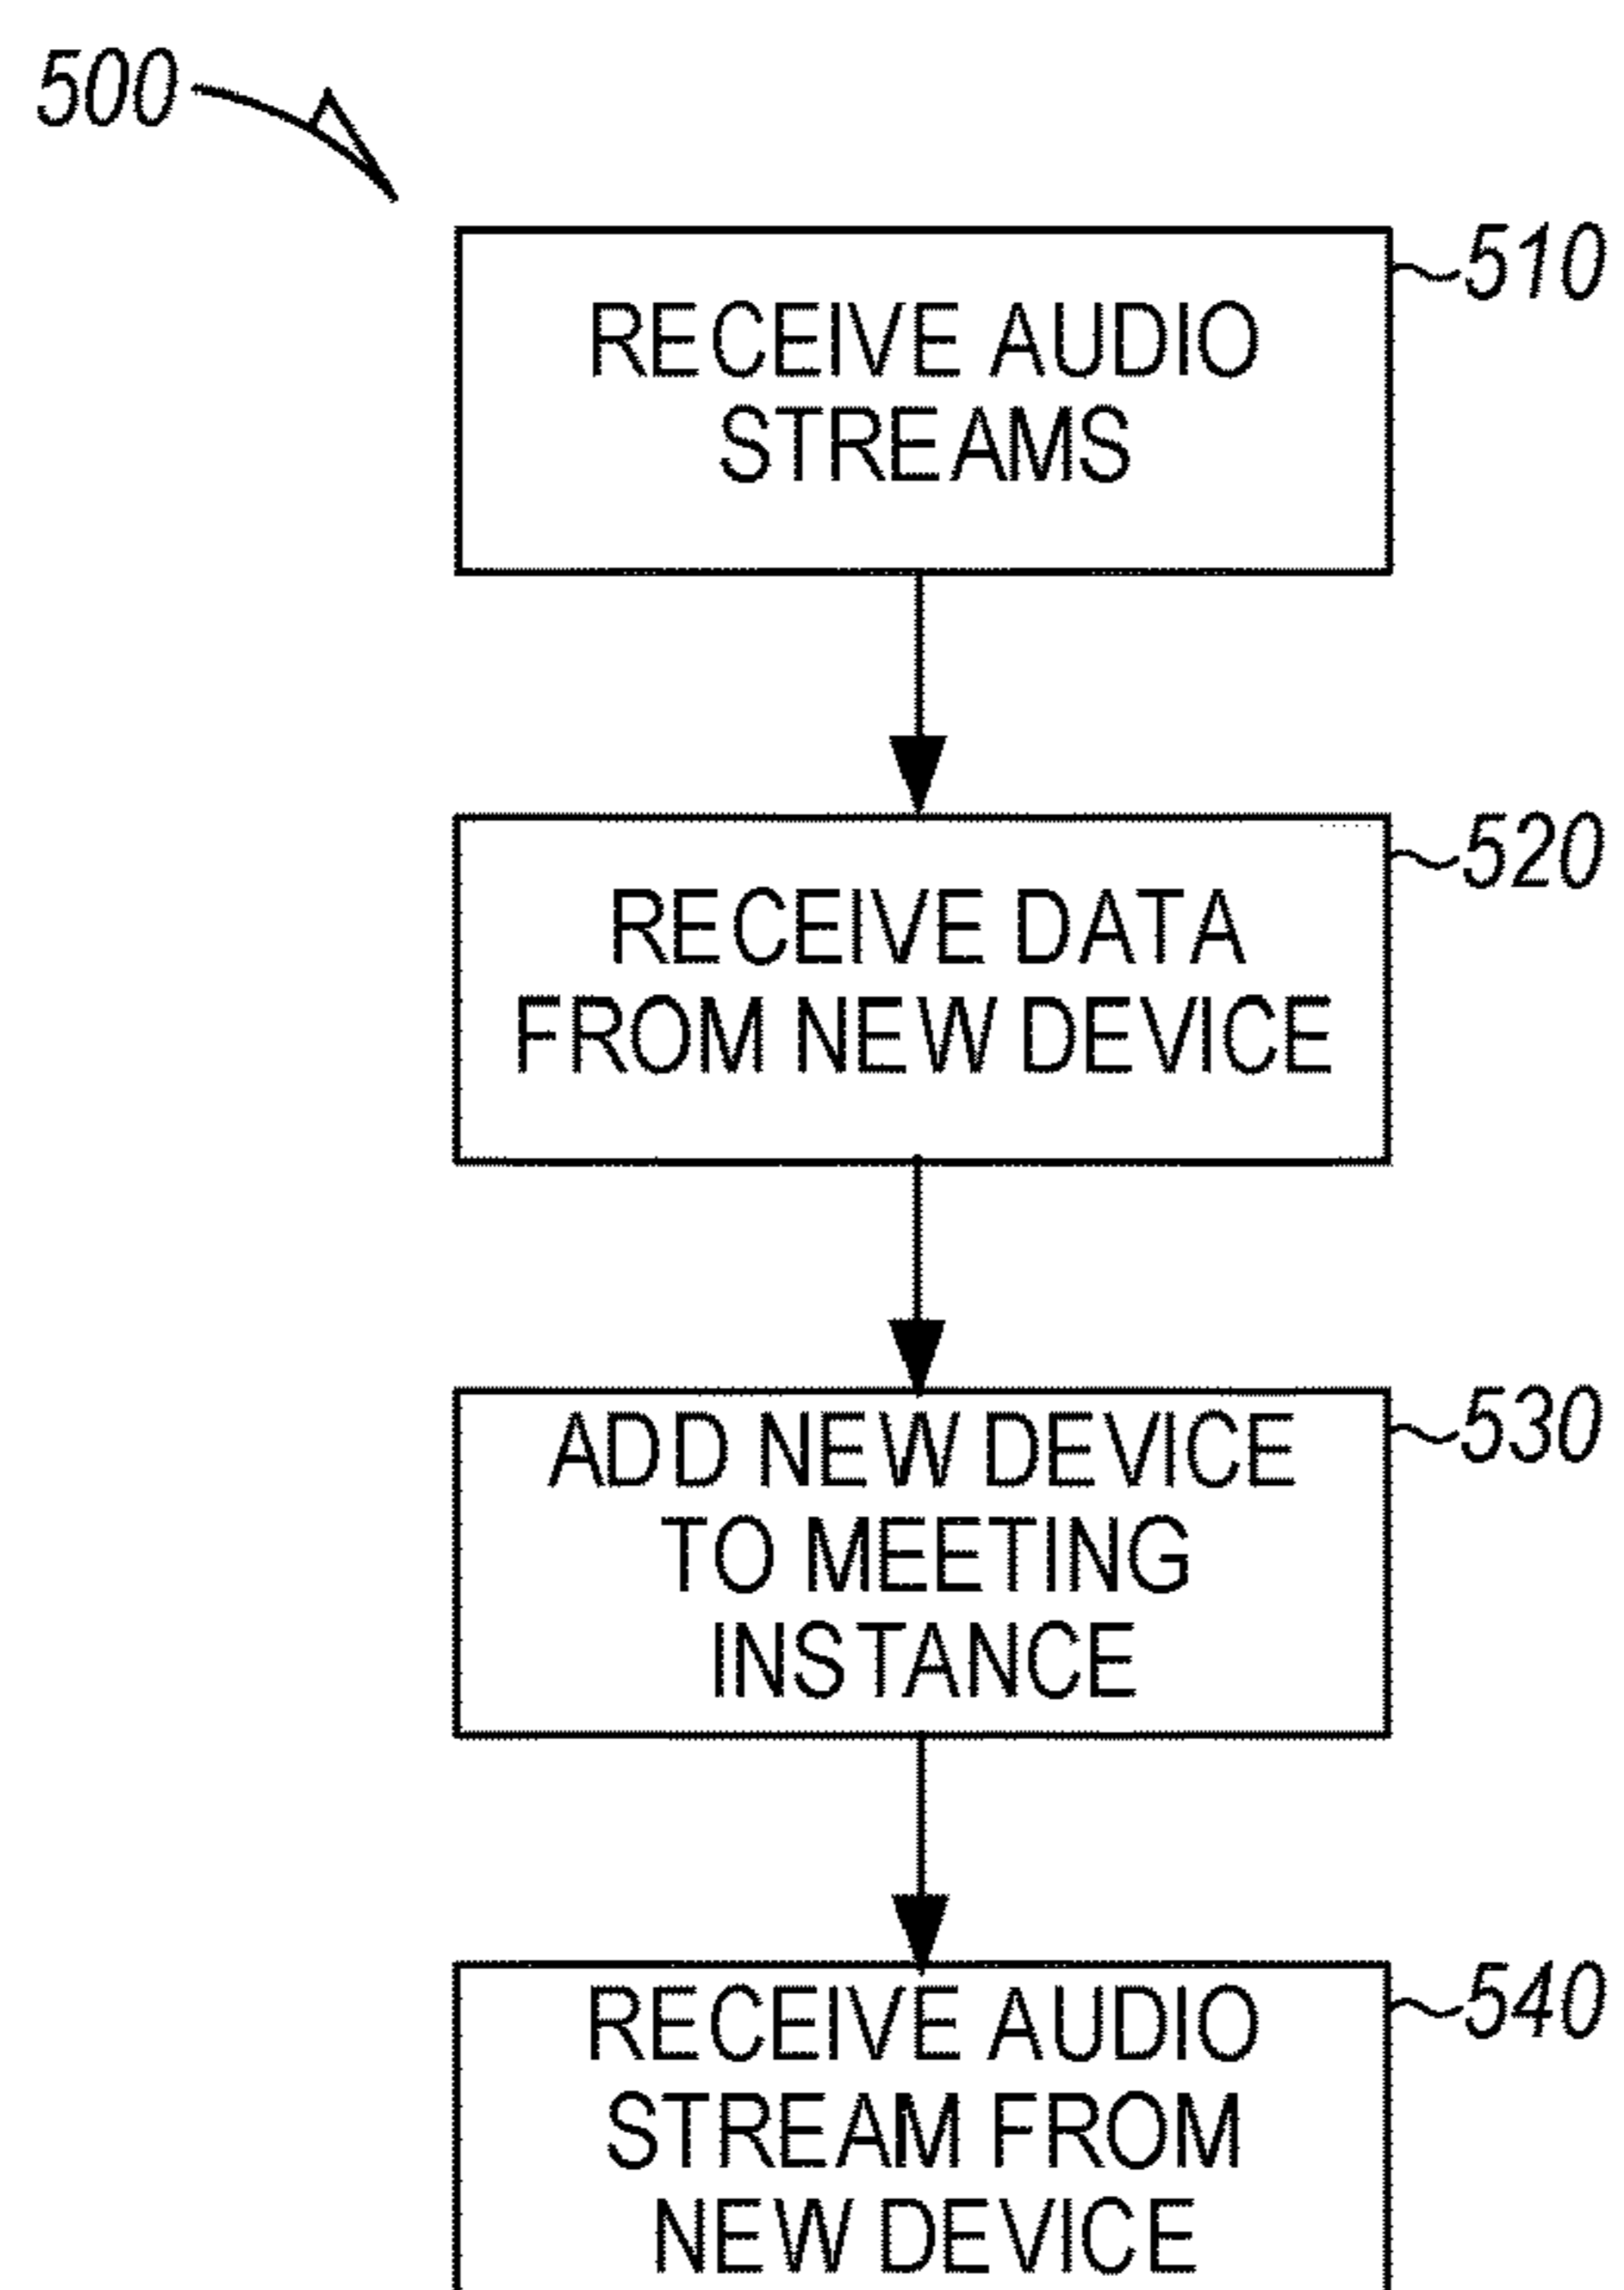 500
510
RECEIVE AUDIO
STREAMS
520
RECEIVE DATA
FROM NEW DEVICE
530
ADD NEW DEVICE
TO MEETING
INSTANCE
540
RECEIVE AUDIO
STREAM FROM
NEW DEVICE